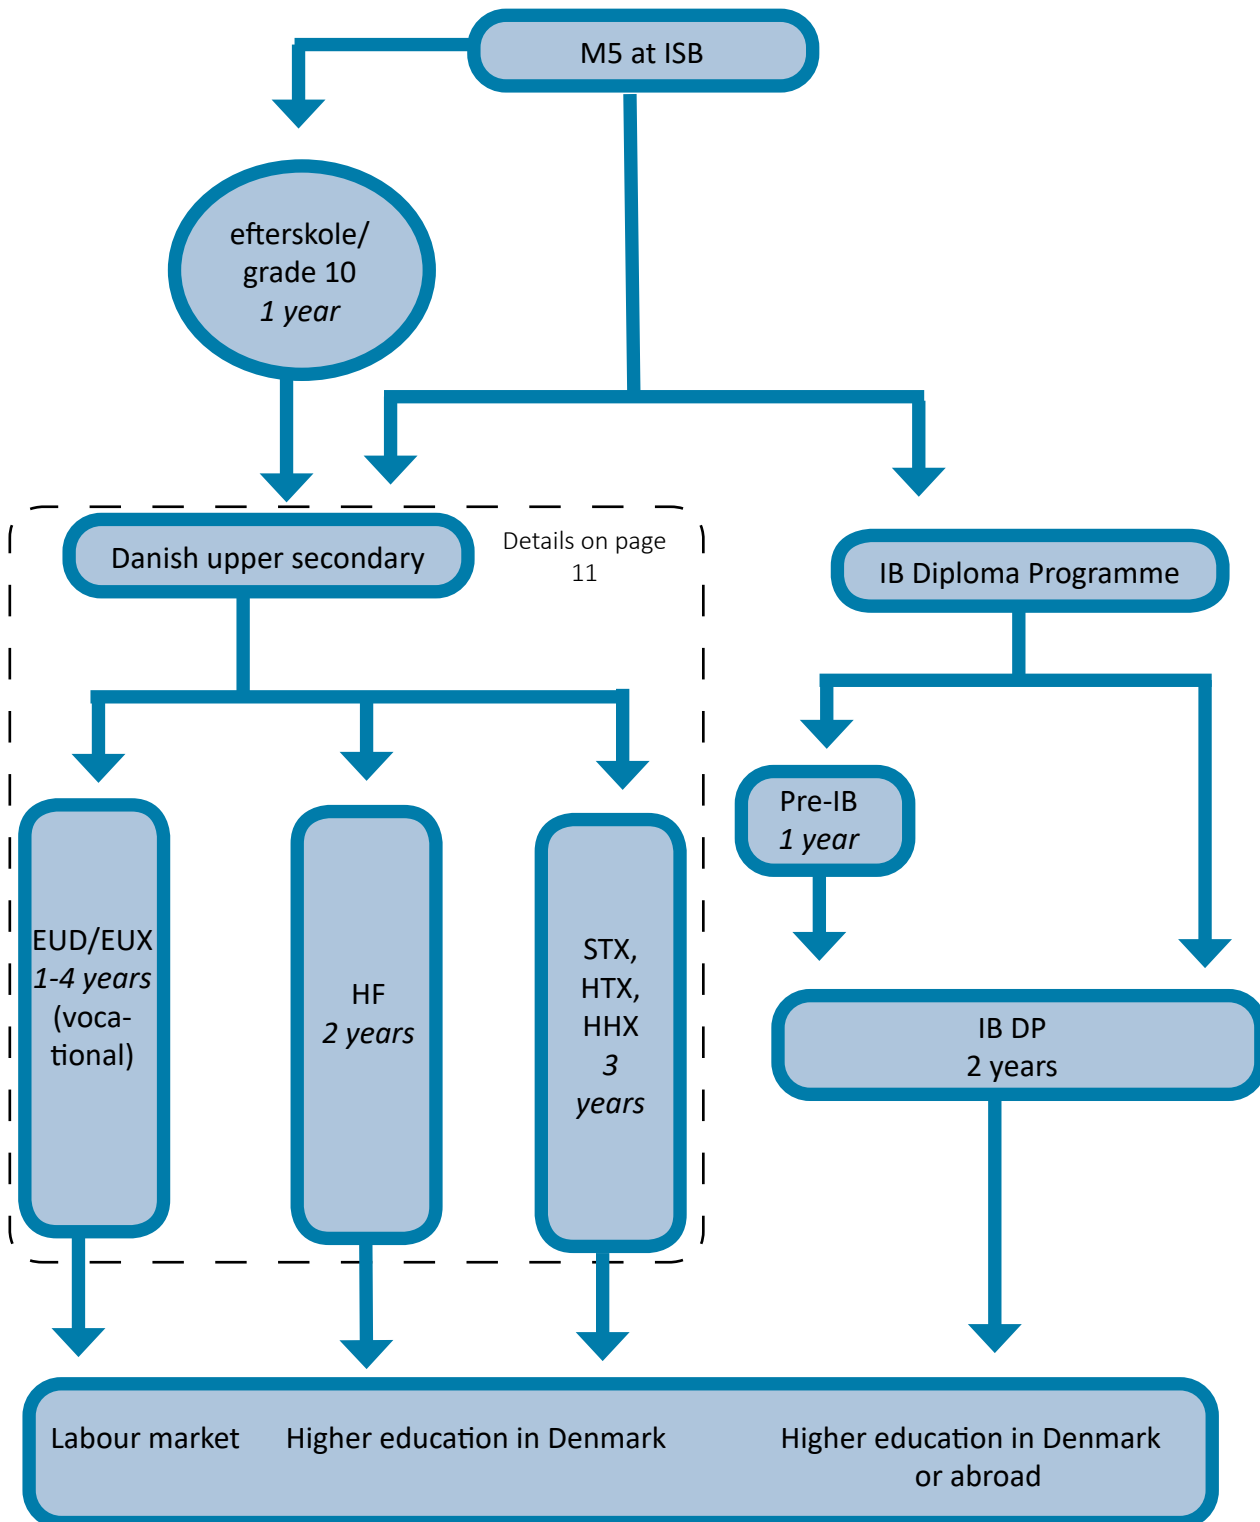 M5 at ISB
efterskole/
grade 10
1 year
Danish upper secondary
Details on page
11
IB Diploma Programme
Pre-IB
1 year
EUD/EUX
1-4 years
(voca-
tional)
HF
2 years
STX,
HTX,
HHX
3
years
IB DP
2 years
Labour market
Higher education in Denmark
Higher education in Denmark
or abroad